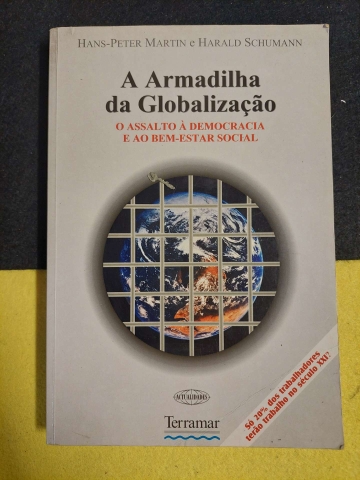 HANS-PETER MARTIN E HARALD SCHUMANN
A Armadilha
da Globalização
O ASSALTO À DEMOCRACIA
E AO BEM-ESTAR SOCIAL
Só 20% dos trabalhadores
terão trabalho no século XXI?
ACTUALIDADES
Terramar